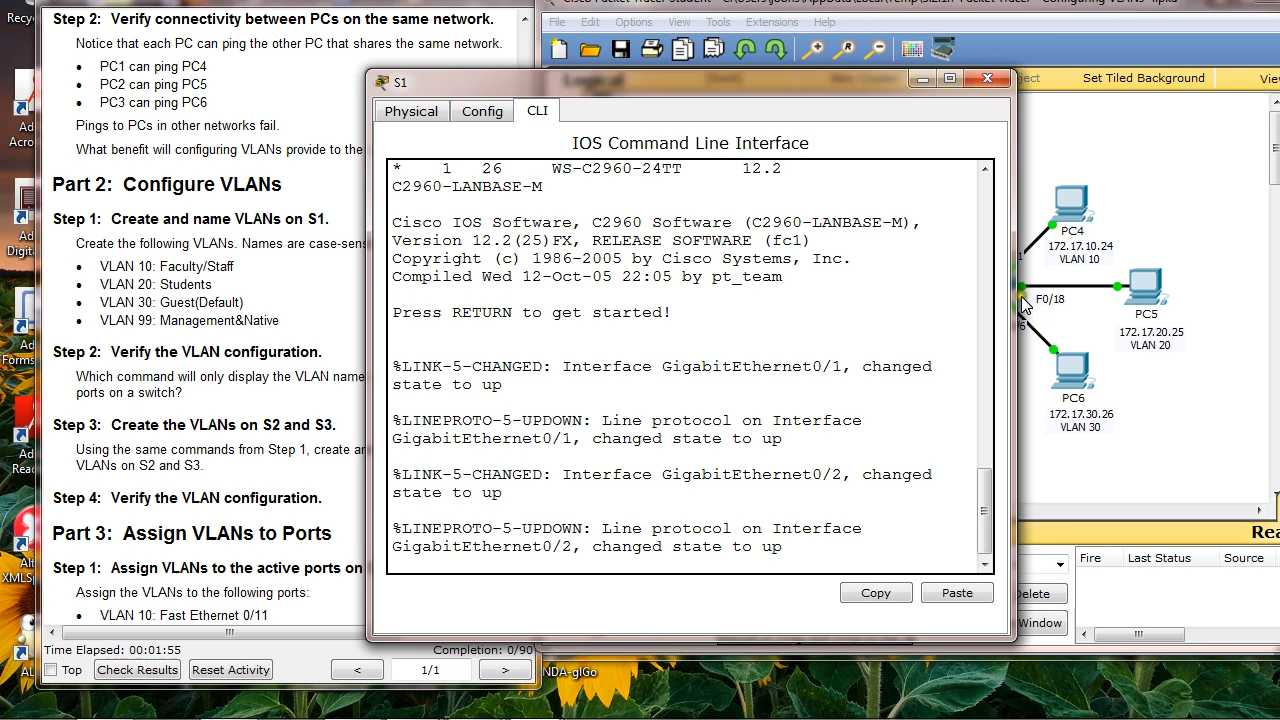 Step 2:  Verify connectivity between PCs on the same network.
Notice that each PC can ping the other PC that shares the same network.
•  PC1 can ping PC4
•  PC2 can ping PC5
•  PC3 can ping PC6
Pings to PCs in other networks fail.
What benefit will configuring VLANs provide to the
Part 2:  Configure VLANs
Step 1:  Create and name VLANs on S1.
Create the following VLANs. Names are case-sens
•  VLAN 10: Faculty/Staff
•  VLAN 20: Students
•  VLAN 30: Guest(Default)
•  VLAN 99: Management&Native
Step 2:  Verify the VLAN configuration.
Which command will only display the VLAN name
ports on a switch?
Step 3:  Create the VLANs on S2 and S3.
Using the same commands from Step 1, create an
VLANs on S2 and S3.
Step 4:  Verify the VLAN configuration.
Part 3:  Assign VLANs to Ports
Step 1:  Assign VLANs to the active ports on
Assign the VLANs to the following ports:
•  VLAN 10: Fast Ethernet 0/11
Time Elapsed: 00:01:55
Completion: 0/90
Top
Check Results
Reset Activity
<
1/1
>
File
Edit
Options
View
Tools
Extensions
Help
Set Tiled Background
View
S1
Physical
Config
CLI
IOS Command Line Interface
*    1   26     WS-C2960-24TT      12.2
C2960-LANBASE-M
Cisco IOS Software, C2960 Software (C2960-LANBASE-M),
Version 12.2(25)FX, RELEASE SOFTWARE (fc1)
Copyright (c) 1986-2005 by Cisco Systems, Inc.
Compiled Wed 12-Oct-05 22:05 by pt_team
Press RETURN to get started!
%LINK-5-CHANGED: Interface GigabitEthernet0/1, changed
state to up
%LINEPROTO-5-UPDOWN: Line protocol on Interface
GigabitEthernet0/1, changed state to up
%LINK-5-CHANGED: Interface GigabitEthernet0/2, changed
state to up
%LINEPROTO-5-UPDOWN: Line protocol on Interface
GigabitEthernet0/2, changed state to up
Copy
Paste
PC4
172.17.10.24
VLAN 10
F0/18
PC5
172.17.20.25
VLAN 20
PC6
172.17.30.26
VLAN 30
Rea
Fire
Last Status
Source
Delete
Window
Recy
Ad
Acro
Ad
Digit
Ad
Forms
Ad
Rea
Alt
XMLS
NDA-glGo